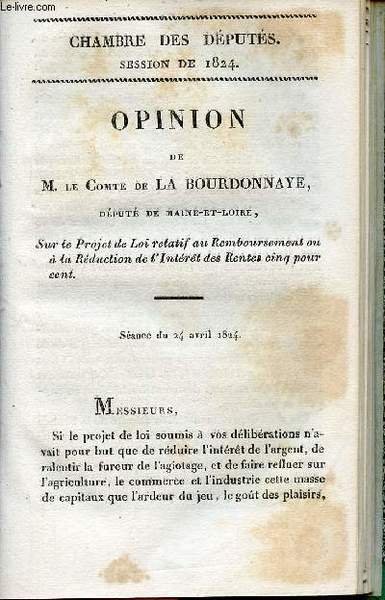 Le-livre.com
CHAMBRE DES DÉPUTÉS.
SESSION DE 1824.
OPINION
DE
M. LE COMTE DE LA BOURDONNAYE,
DÉPUTÉ DE MAINE-ET-LOIRE,
Sur le Projet de Loi relatif au Remboursement ou
à la Réduction de l'Intérêt des Rentes cinq pour
cent.
Séance du 24 avril 1824.
MESSIEURS,
Si le projet de loi soumis à vos délibérations n'a-
vait pour but que de réduire l'intérêt de l'argent, de
ralentir la fureur de l'agiotage, et de faire refluer sur
l'agriculture, le commerce et l'industrie cette masse
de capitaux que l'ardeur du jeu, le goût des plaisirs,